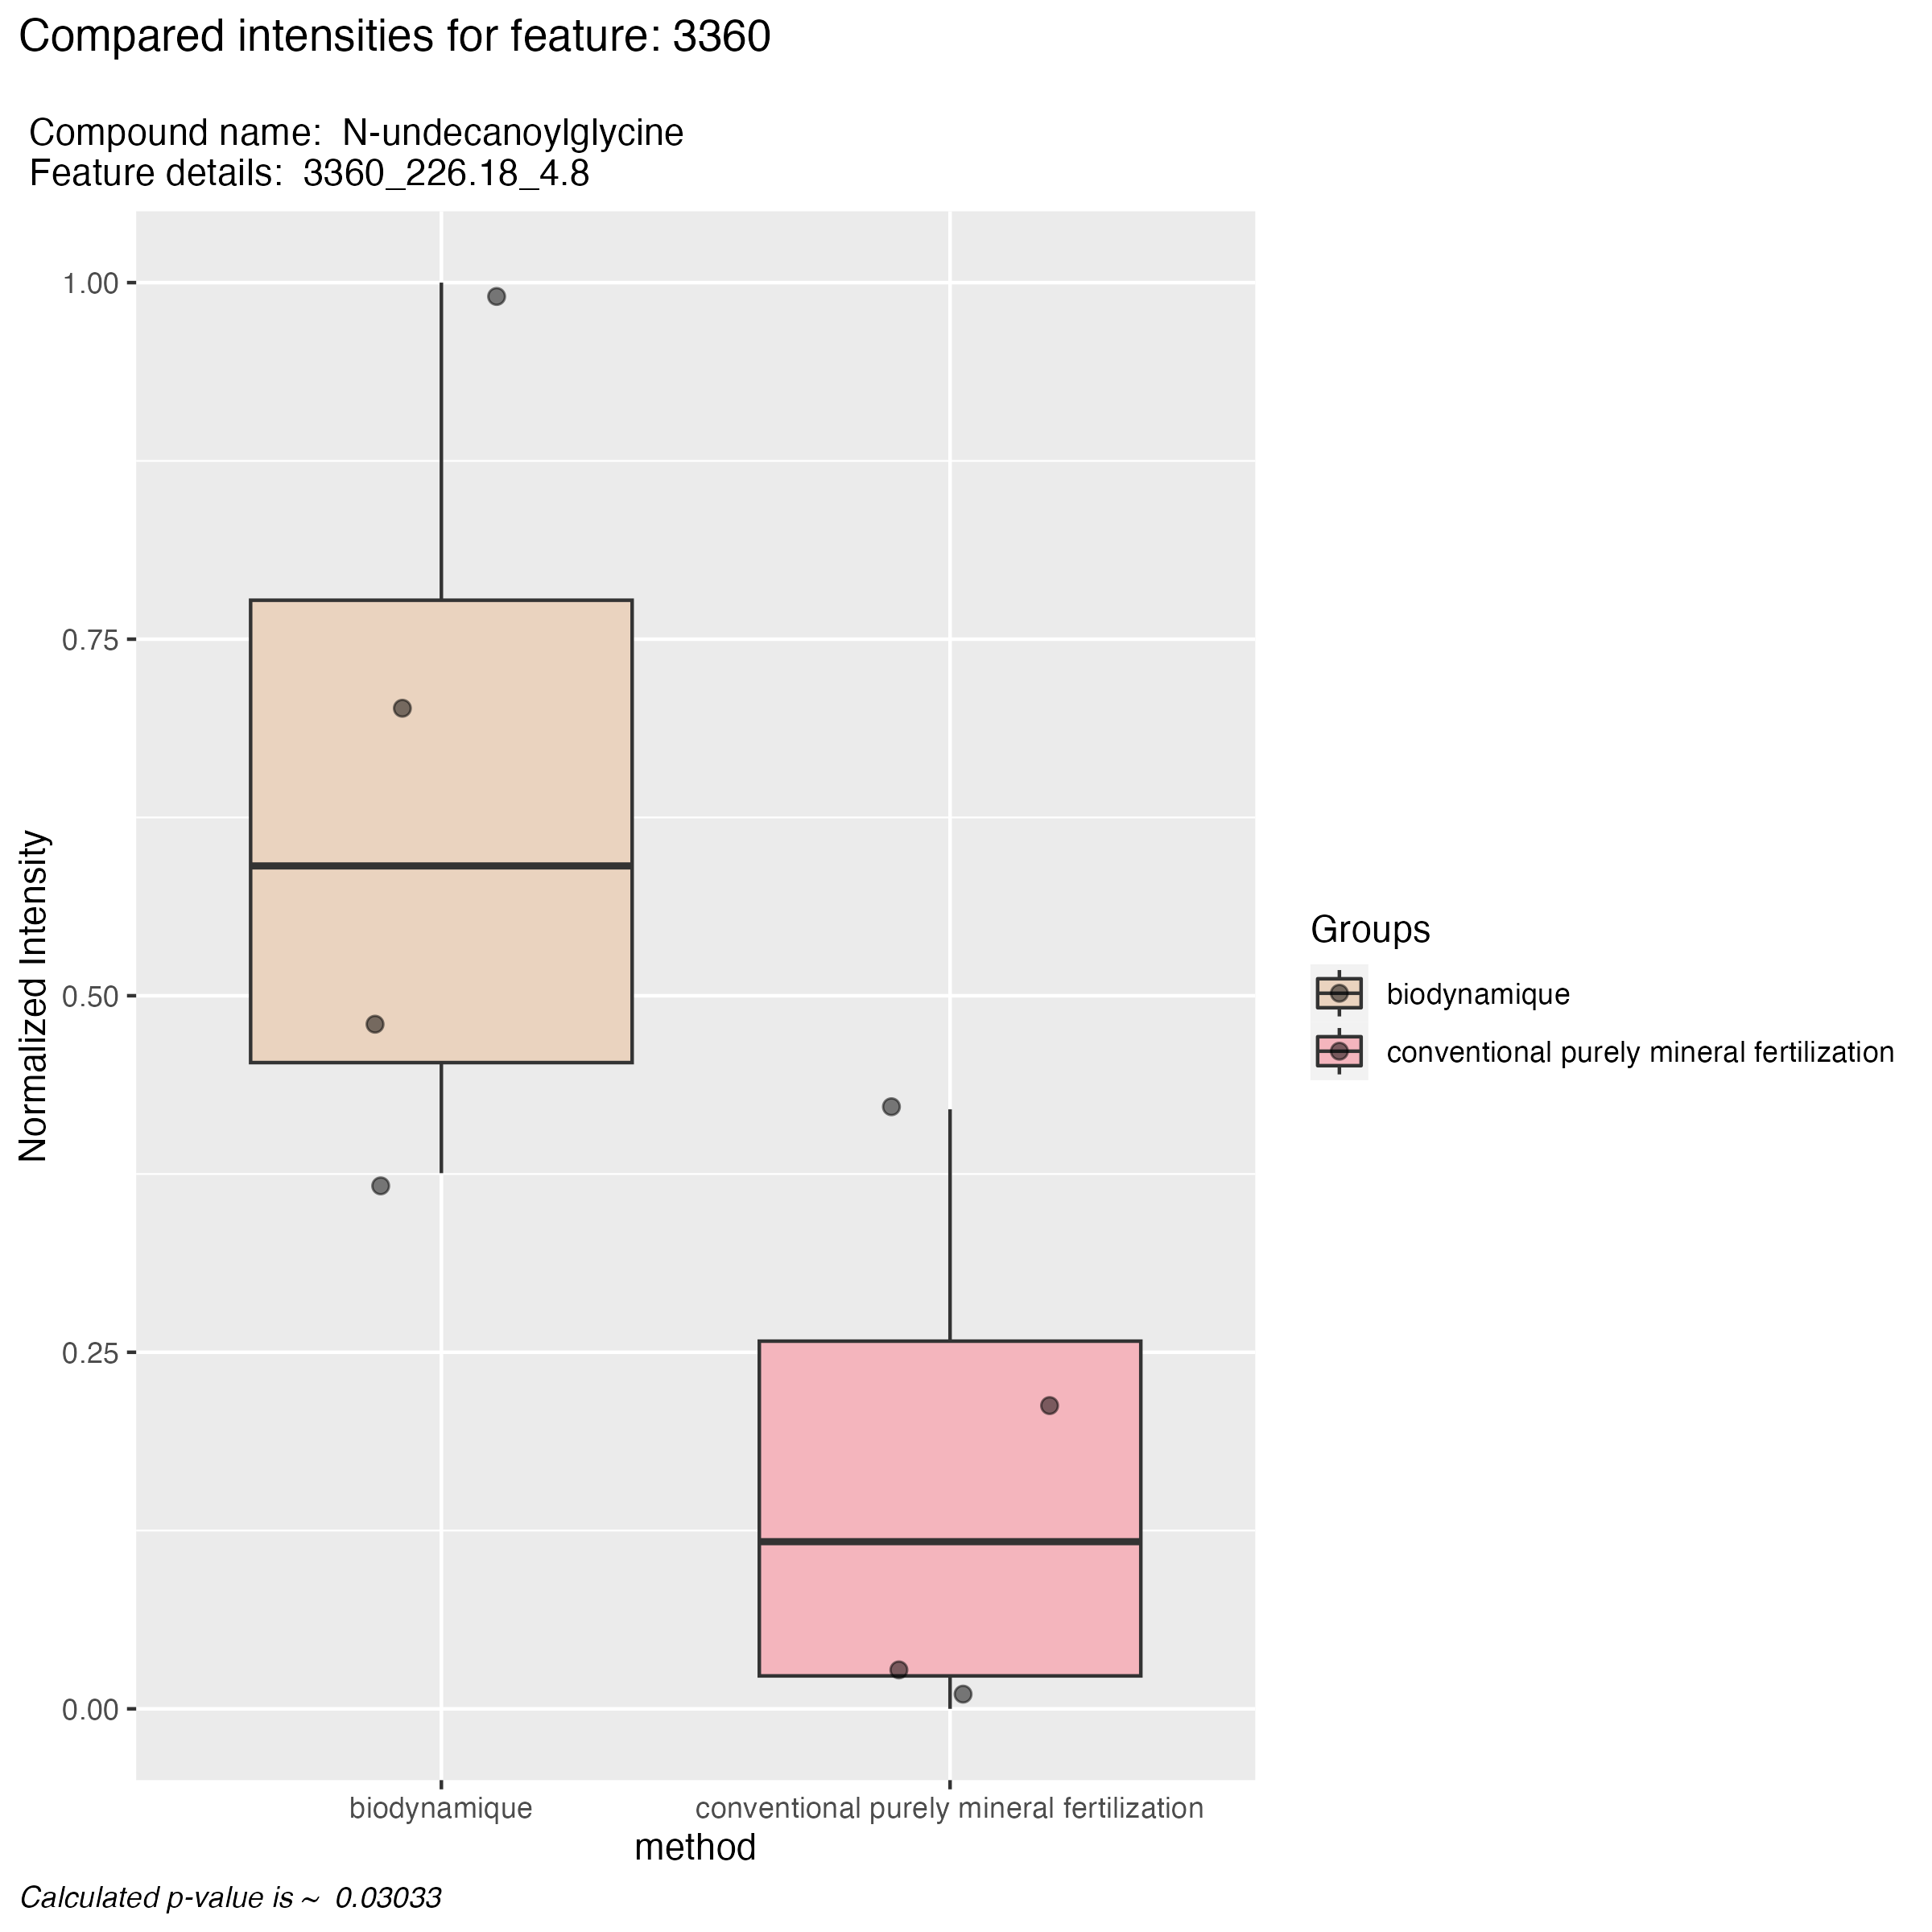 Compared intensities for feature: 3360
Compound name:  N-undecanoylglycine
Feature details:  3360_226.18_4.8
Normalized Intensity
1.00
0.75
0.50
0.25
0.00
biodynamique
conventional purely mineral fertilization
method
Groups
biodynamique
conventional purely mineral fertilization
Calculated p-value is ~  0.03033